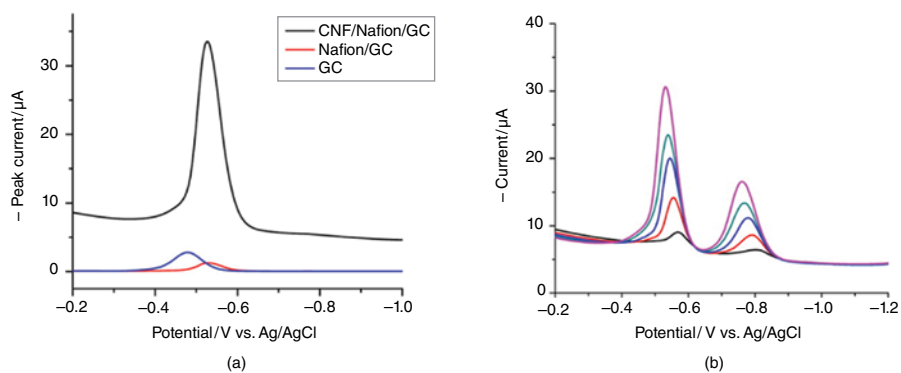 CNF/Nafion/GC
Nafion/GC
GC
– Peak current/µA
30
20
10
0
–0.2
–0.4
–0.6
–0.8
–1.0
Potential/V vs. Ag/AgCl
(a)
– Current/µA
40
30
20
10
0
–0.2
–0.4
–0.6
–0.8
–1.0
–1.2
Potential/V vs. Ag/AgCl
(b)